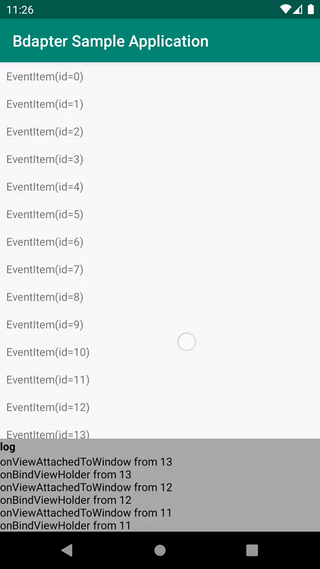 11:26
Bdapter Sample Application
EventItem(id=0)
EventItem(id=1)
EventItem(id=2)
EventItem(id=3)
EventItem(id=4)
EventItem(id=5)
EventItem(id=6)
EventItem(id=7)
EventItem(id=8)
EventItem(id=9)
EventItem(id=10)
EventItem(id=11)
EventItem(id=12)
EventItem(id=13)
log
onViewAttachedToWindow from 13
onBindViewHolder from 13
onViewAttachedToWindow from 12
onBindViewHolder from 12
onViewAttachedToWindow from 11
onBindViewHolder from 11